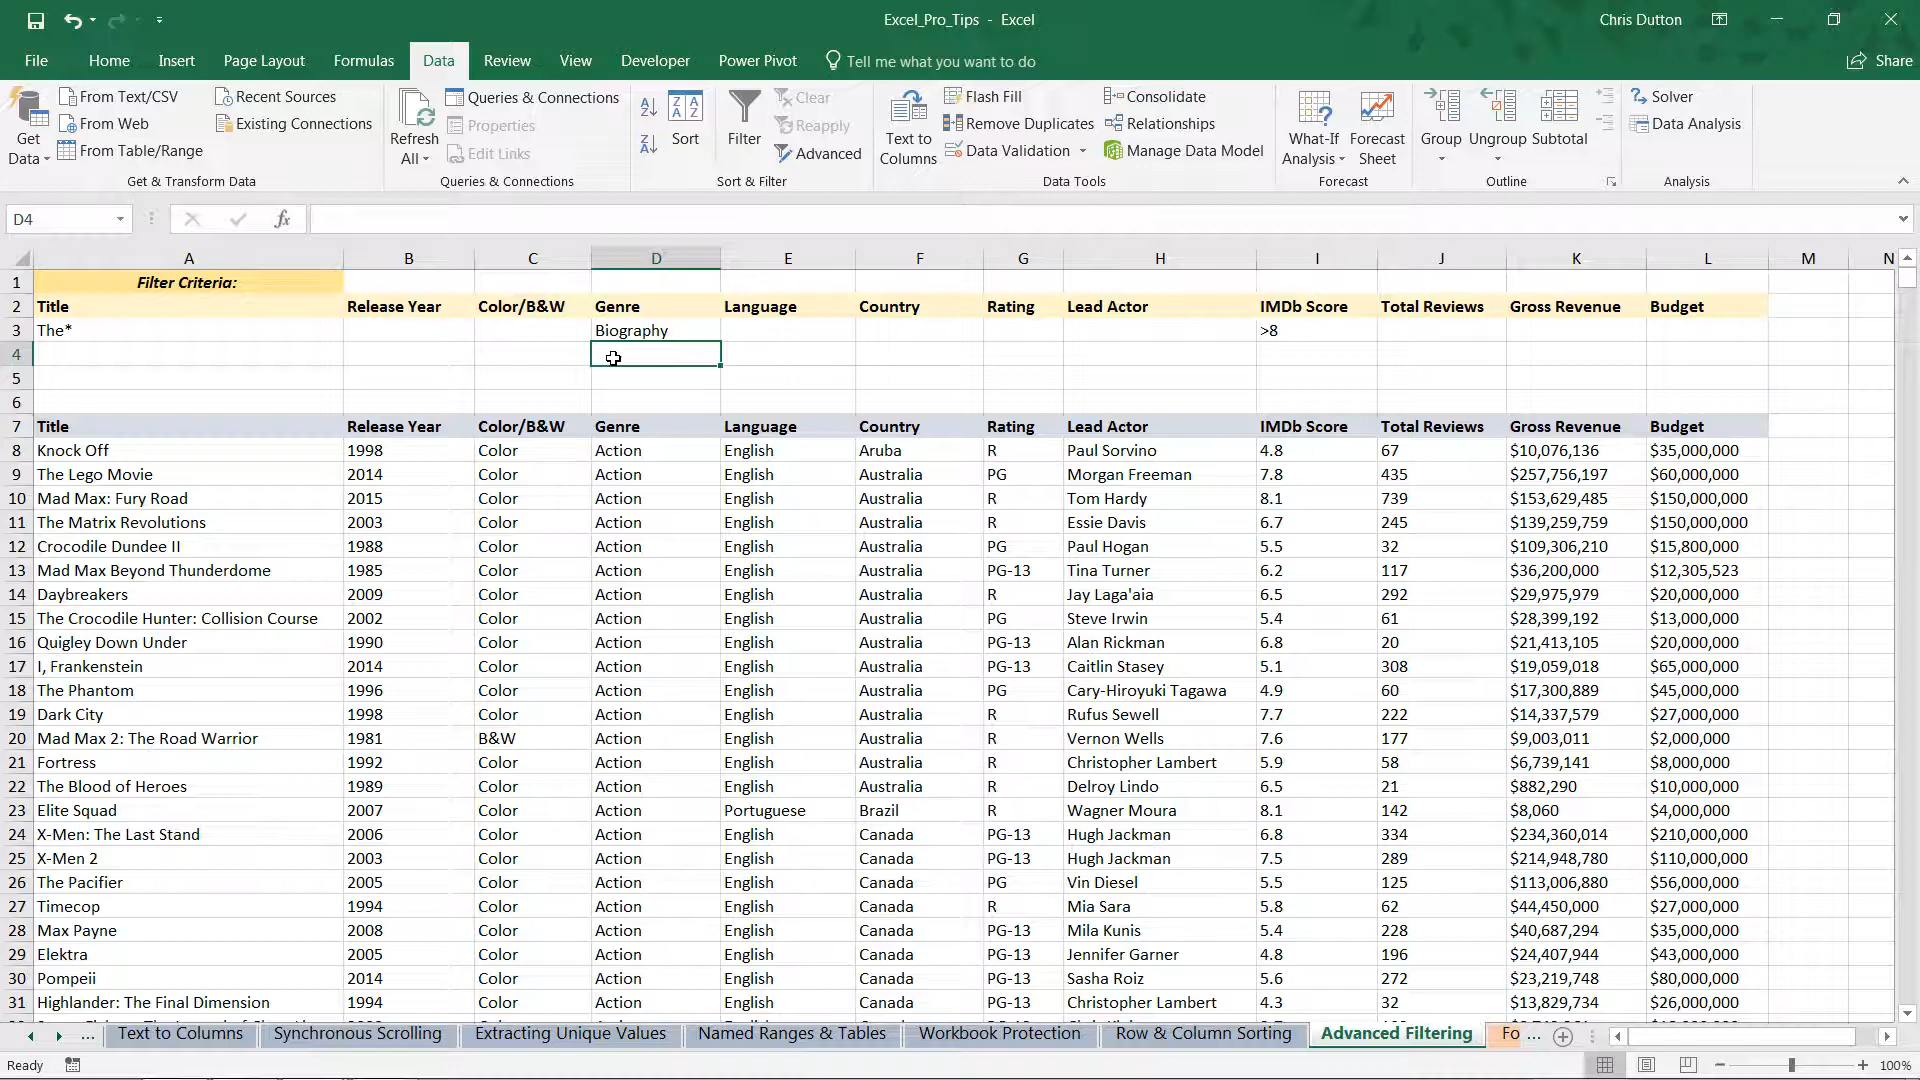 Excel_Pro_Tips - Excel
Chris Dutton
File Home Insert Page Layout Formulas Data Review View Developer Power Pivot Tell me what you want to do Share
Get Data
From Text/CSV
From Web
From Table/Range
Recent Sources
Existing Connections
Get & Transform Data
Refresh All
Queries & Connections
Properties
Edit Links
Queries & Connections
Sort
Filter
Clear
Reapply
Advanced
Sort & Filter
Text to Columns
Flash Fill
Remove Duplicates
Data Validation
Consolidate
Relationships
Manage Data Model
Data Tools
What-If Analysis
Forecast Sheet
Forecast
Group
Ungroup
Subtotal
Outline
Solver
Data Analysis
Analysis
D4 fx
A B C D E F G H I J K L M N
1 Filter Criteria:
2 Title Release Year Color/B&W Genre Language Country Rating Lead Actor IMDb Score Total Reviews Gross Revenue Budget
3 The* Biography >8
4
5
6
7 Title Release Year Color/B&W Genre Language Country Rating Lead Actor IMDb Score Total Reviews Gross Revenue Budget
8 Knock Off 1998 Color Action English Aruba R Paul Sorvino 4.8 67 $10,076,136 $35,000,000
9 The Lego Movie 2014 Color Action English Australia PG Morgan Freeman 7.8 435 $257,756,197 $60,000,000
10 Mad Max: Fury Road 2015 Color Action English Australia R Tom Hardy 8.1 739 $153,629,485 $150,000,000
11 The Matrix Revolutions 2003 Color Action English Australia R Essie Davis 6.7 245 $139,259,759 $150,000,000
12 Crocodile Dundee II 1988 Color Action English Australia PG Paul Hogan 5.5 32 $109,306,210 $15,800,000
13 Mad Max Beyond Thunderdome 1985 Color Action English Australia PG-13 Tina Turner 6.2 117 $36,200,000 $12,305,523
14 Daybreakers 2009 Color Action English Australia R Jay Laga'aia 6.5 292 $29,975,979 $20,000,000
15 The Crocodile Hunter: Collision Course 2002 Color Action English Australia PG Steve Irwin 5.4 61 $28,399,192 $13,000,000
16 Quigley Down Under 1990 Color Action English Australia PG-13 Alan Rickman 6.8 20 $21,413,105 $20,000,000
17 I, Frankenstein 2014 Color Action English Australia PG-13 Caitlin Stasey 5.1 308 $19,059,018 $65,000,000
18 The Phantom 1996 Color Action English Australia PG Cary-Hiroyuki Tagawa 4.9 60 $17,300,889 $45,000,000
19 Dark City 1998 Color Action English Australia R Rufus Sewell 7.7 222 $14,337,579 $27,000,000
20 Mad Max 2: The Road Warrior 1981 B&W Action English Australia R Vernon Wells 7.6 177 $9,003,011 $2,000,000
21 Fortress 1992 Color Action English Australia R Christopher Lambert 5.9 58 $6,739,141 $8,000,000
22 The Blood of Heroes 1989 Color Action English Australia R Delroy Lindo 6.5 21 $882,290 $10,000,000
23 Elite Squad 2007 Color Action Portuguese Brazil R Wagner Moura 8.1 142 $8,060 $4,000,000
24 X-Men: The Last Stand 2006 Color Action English Canada PG-13 Hugh Jackman 6.8 334 $234,360,014 $210,000,000
25 X-Men 2 2003 Color Action English Canada PG-13 Hugh Jackman 7.5 289 $214,948,780 $110,000,000
26 The Pacifier 2005 Color Action English Canada PG Vin Diesel 5.5 125 $113,006,880 $56,000,000
27 Timecop 1994 Color Action English Canada R Mia Sara 5.8 62 $44,450,000 $27,000,000
28 Max Payne 2008 Color Action English Canada PG-13 Mila Kunis 5.4 228 $40,687,294 $35,000,000
29 Elektra 2005 Color Action English Canada PG-13 Jennifer Garner 4.8 196 $24,407,944 $43,000,000
30 Pompeii 2014 Color Action English Canada PG-13 Sasha Roiz 5.6 272 $23,219,748 $80,000,000
31 Highlander: The Final Dimension 1994 Color Action English Canada PG-13 Christopher Lambert 4.3 32 $13,829,734 $26,000,000
... Text to Columns Synchronous Scrolling Extracting Unique Values Named Ranges & Tables Workbook Protection Row & Column Sorting Advanced Filtering Fo ...
Ready 100%